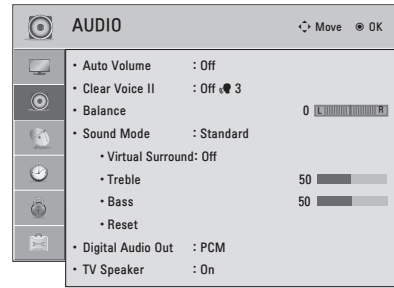 AUDIO Move OK
• Auto Volume : Off
• Clear Voice II : Off 3
• Balance 0 L R
• Sound Mode : Standard
• Virtual Surround: Off
• Treble 50
• Bass 50
• Reset
• Digital Audio Out : PCM
• TV Speaker : On